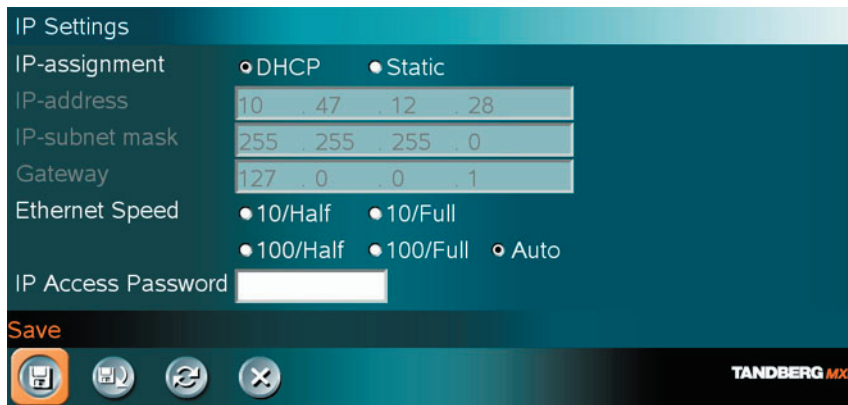 IP Settings
IP-assignment DHCP Static
IP-address 10 . 47 . 12 . 28
IP-subnet mask 255 . 255 . 255 . 0
Gateway 127 . 0 . 0 . 1
Ethernet Speed 10/Half 10/Full
100/Half 100/Full Auto
IP Access Password
Save
TANDBERG MX